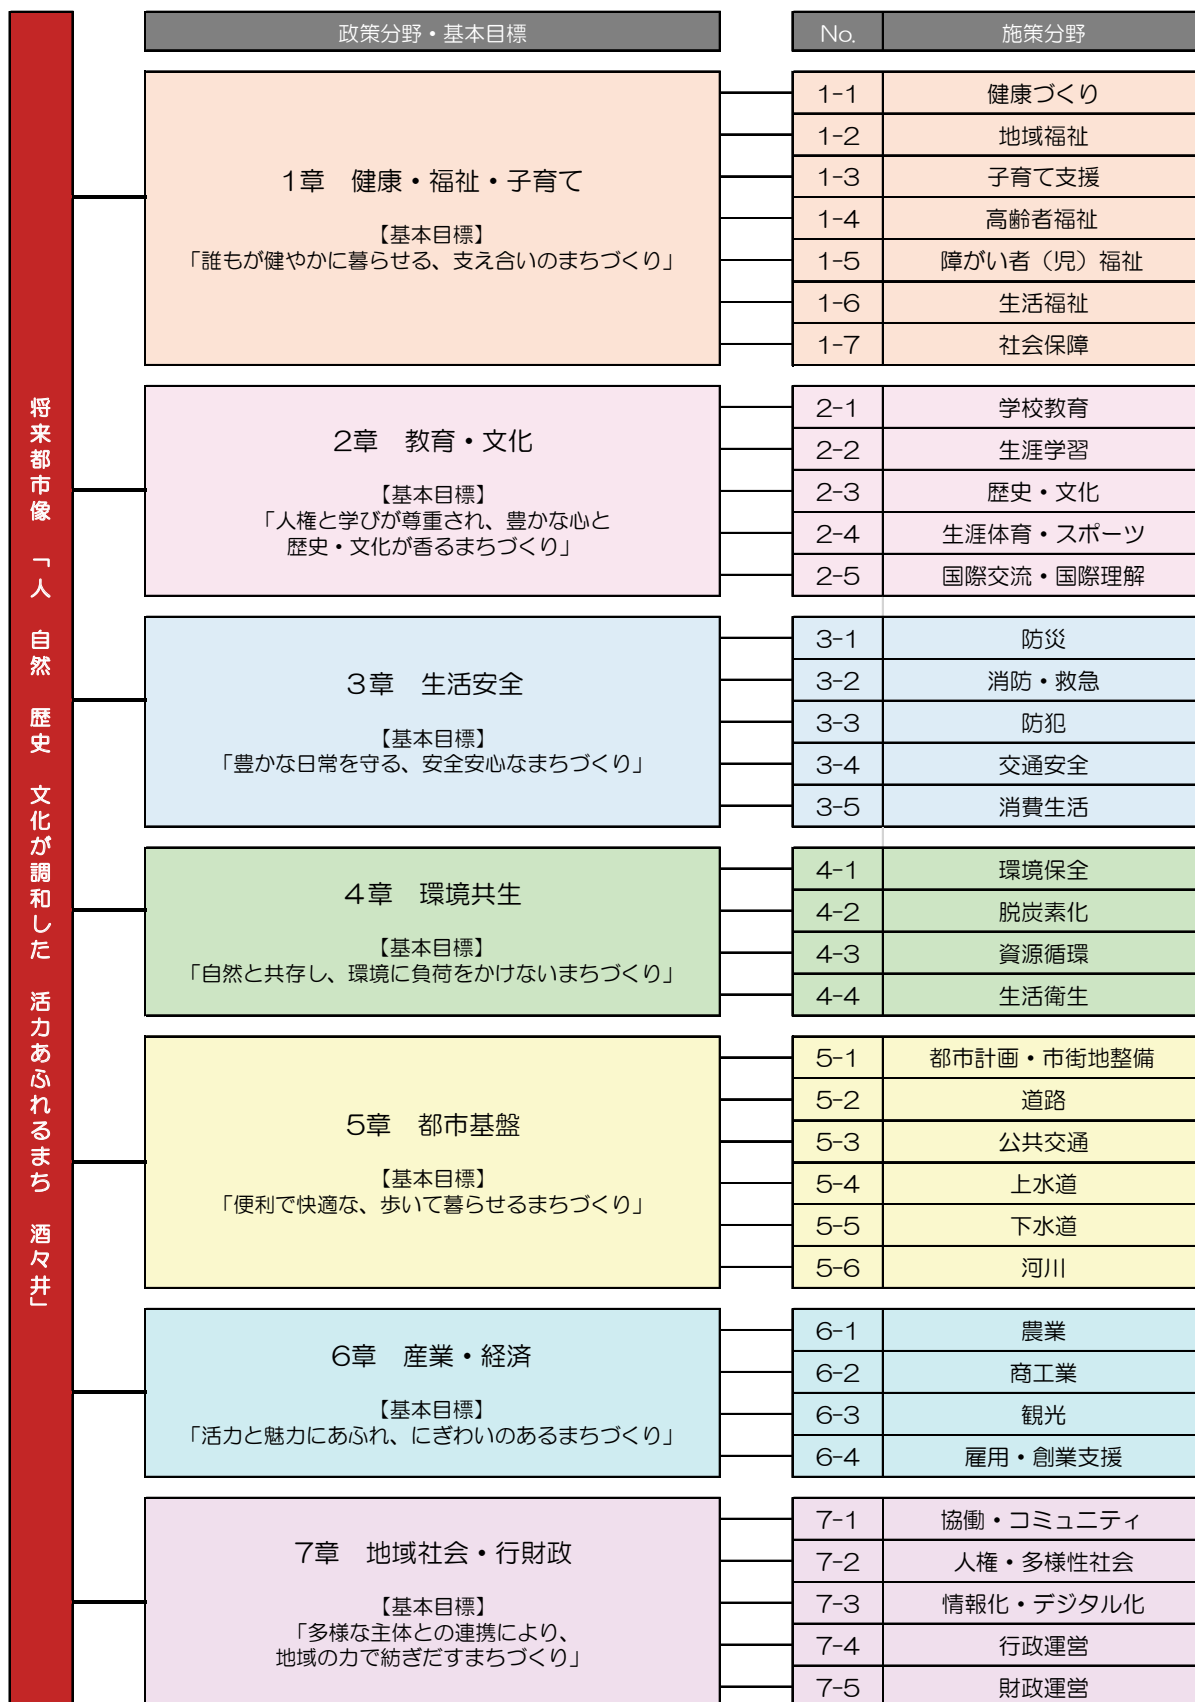 将来都市像 「人 自然 歴史 文化が調和した 活力あふれるまち 酒々井」
政策分野・基本目標
No. 施策分野
1章 健康・福祉・子育て
【基本目標】
「誰もが健やかに暮らせる、支え合いのまちづくり」
1-1 健康づくり
1-2 地域福祉
1-3 子育て支援
1-4 高齢者福祉
1-5 障がい者（児）福祉
1-6 生活福祉
1-7 社会保障
2章 教育・文化
【基本目標】
「人権と学びが尊重され、豊かな心と
歴史・文化が香るまちづくり」
2-1 学校教育
2-2 生涯学習
2-3 歴史・文化
2-4 生涯体育・スポーツ
2-5 国際交流・国際理解
3章 生活安全
【基本目標】
「豊かな日常を守る、安全安心なまちづくり」
3-1 防災
3-2 消防・救急
3-3 防犯
3-4 交通安全
3-5 消費生活
4章 環境共生
【基本目標】
「自然と共存し、環境に負荷をかけないまちづくり」
4-1 環境保全
4-2 脱炭素化
4-3 資源循環
4-4 生活衛生
5章 都市基盤
【基本目標】
「便利で快適な、歩いて暮らせるまちづくり」
5-1 都市計画・市街地整備
5-2 道路
5-3 公共交通
5-4 上水道
5-5 下水道
5-6 河川
6章 産業・経済
【基本目標】
「活力と魅力にあふれ、にぎわいのあるまちづくり」
6-1 農業
6-2 商工業
6-3 観光
6-4 雇用・創業支援
7章 地域社会・行財政
【基本目標】
「多様な主体との連携により、
地域の力で紡ぎだすまちづくり」
7-1 協働・コミュニティ
7-2 人権・多様性社会
7-3 情報化・デジタル化
7-4 行政運営
7-5 財政運営